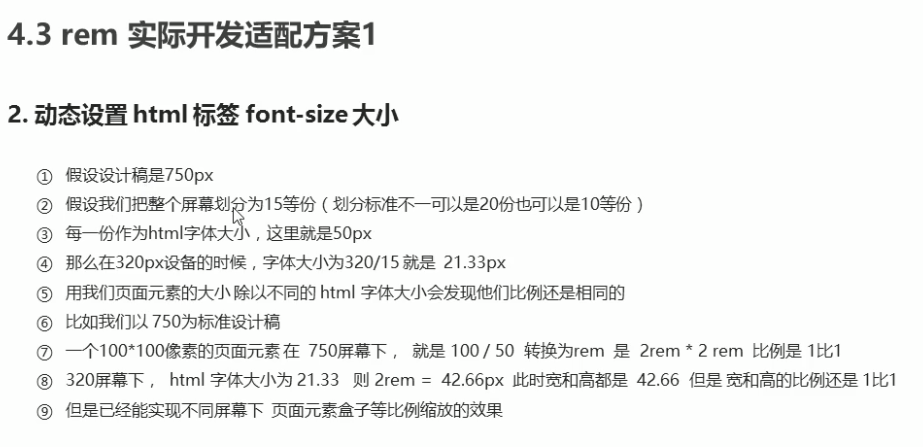 4.3 rem 实际开发适配方案1
2. 动态设置 html 标签 font-size 大小
① 假设设计稿是750px
② 假设我们把整个屏幕划分为15等份（划分标准不一可以是20份也可以是10等份）
③ 每一份作为html字体大小，这里就是50px
④ 那么在320px设备的时候，字体大小为320/15 就是 21.33px
⑤ 用我们页面元素的大小 除以不同的 html 字体大小会发现他们比例还是相同的
⑥ 比如我们以 750为标准设计稿
⑦ 一个100*100像素的页面元素 在 750屏幕下， 就是 100 / 50 转换为rem 是 2rem * 2 rem 比例是 1比1
⑧ 320屏幕下， html 字体大小为 21.33 则 2rem = 42.66px 此时宽和高都是 42.66 但是 宽和高的比例还是 1比1
⑨ 但是已经能实现不同屏幕下 页面元素盒子等比例缩放的效果